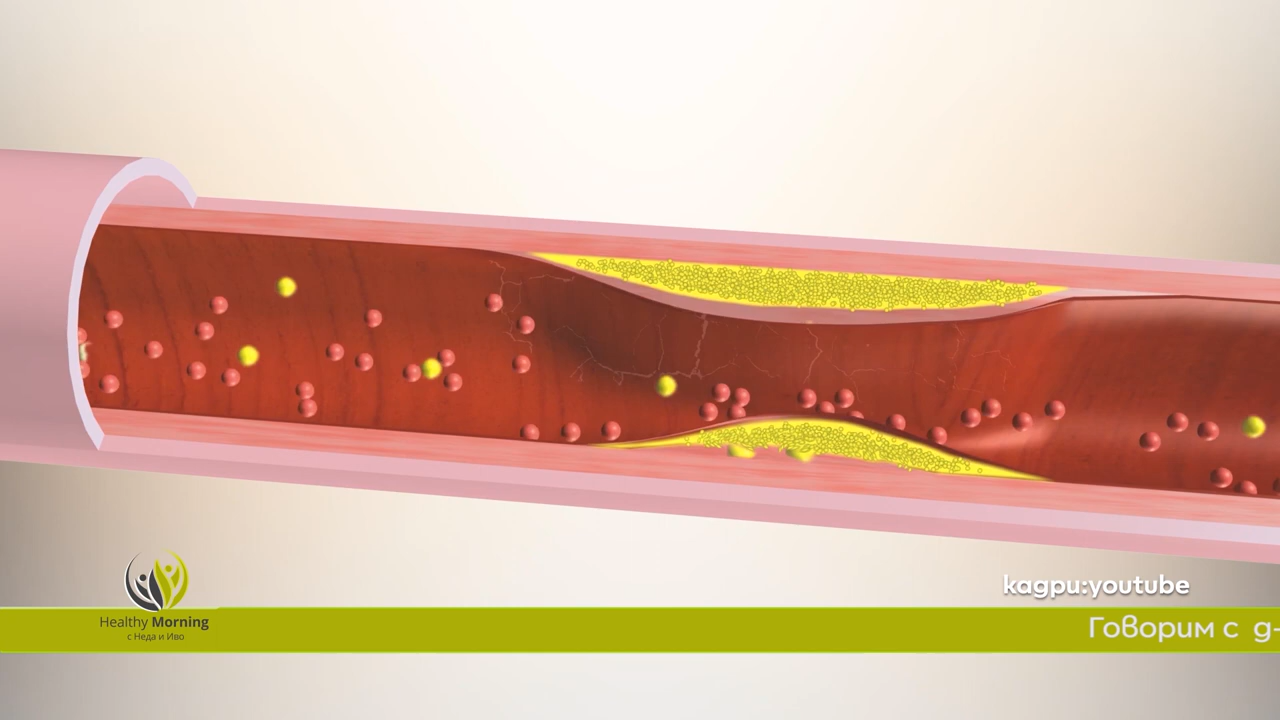 kagpu:youtube
Healthy Morning
с Неда и Иво
Говорим с g-